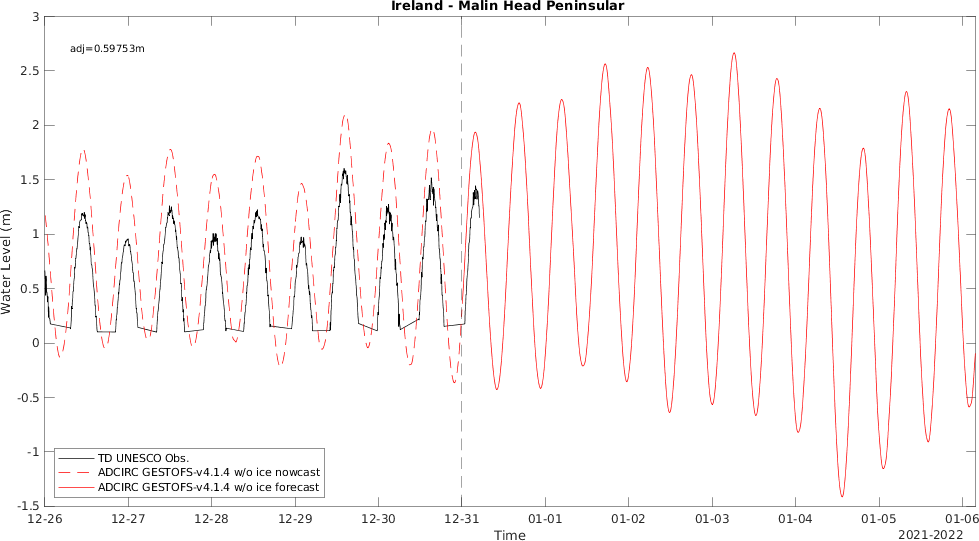 Ireland - Malin Head Peninsular
adj=0.59753m
3
2.5
2
1.5
1
0.5
0
-0.5
-1
-1.5
Water Level (m)
TD UNESCO Obs.
ADCIRC GESTOFS-v4.1.4 w/o ice nowcast
ADCIRC GESTOFS-v4.1.4 w/o ice forecast
12-26 12-27 12-28 12-29 12-30 12-31 01-01 01-02 01-03 01-04 01-05 01-06
Time
2021-2022